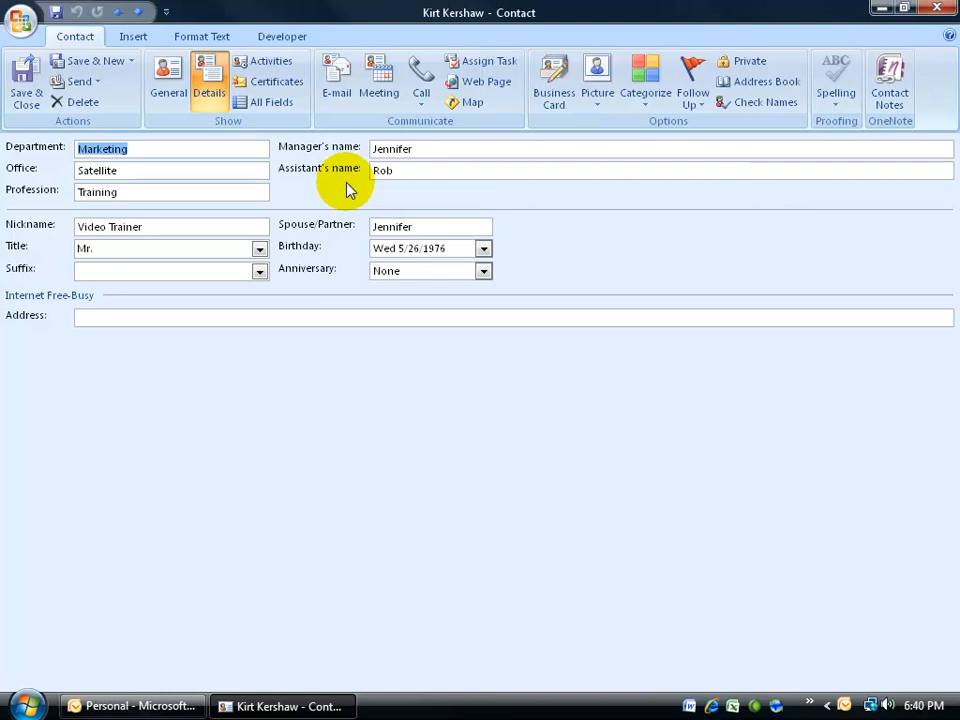 Kirt Kershaw - Contact
Contact Insert Format Text Developer
Save & Close
Save & New
Send
Delete
Actions
General
Details
Activities
Certificates
All Fields
Show
E-mail
Meeting
Call
Assign Task
Web Page
Map
Communicate
Business Card
Picture
Categorize
Follow Up
Private
Address Book
Check Names
Options
ABC
Spelling
Proofing
Contact Notes
OneNote
Department: Marketing Manager's name: Jennifer
Office: Satellite Assistant's name: Rob
Profession: Training
Nickname: Video Trainer Spouse/Partner: Jennifer
Title: Mr. Birthday: Wed 5/26/1976
Suffix: Anniversary: None
Internet Free-Busy
Address:
Personal - Microsoft... Kirt Kershaw - Cont... 6:40 PM